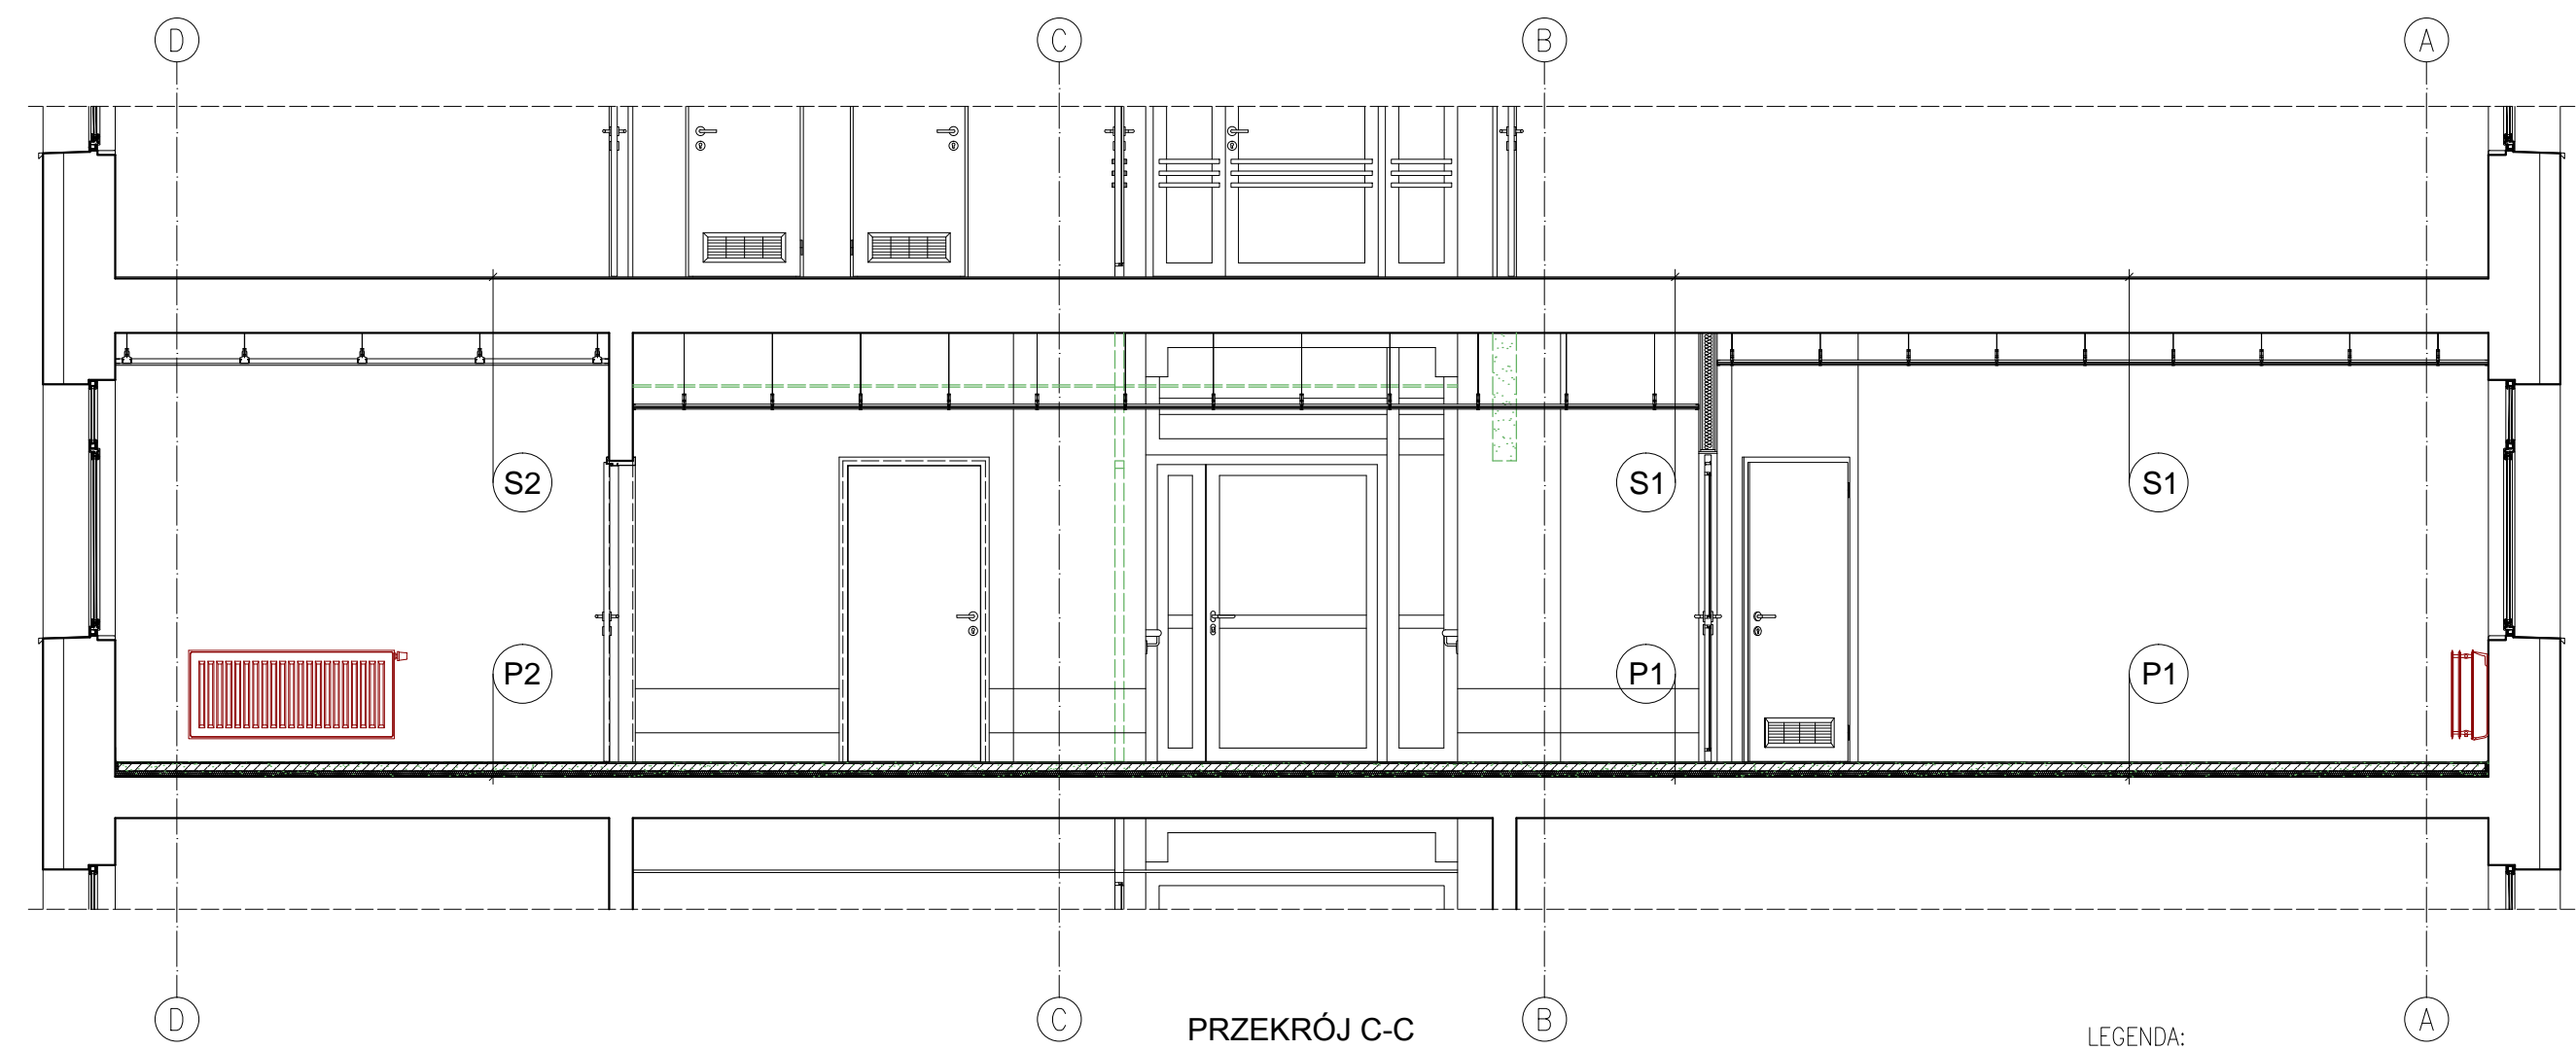 D C B A
S2 S1 S1
P2 P1 P1
D C B A
PRZEKRÓJ C-C
LEGENDA: